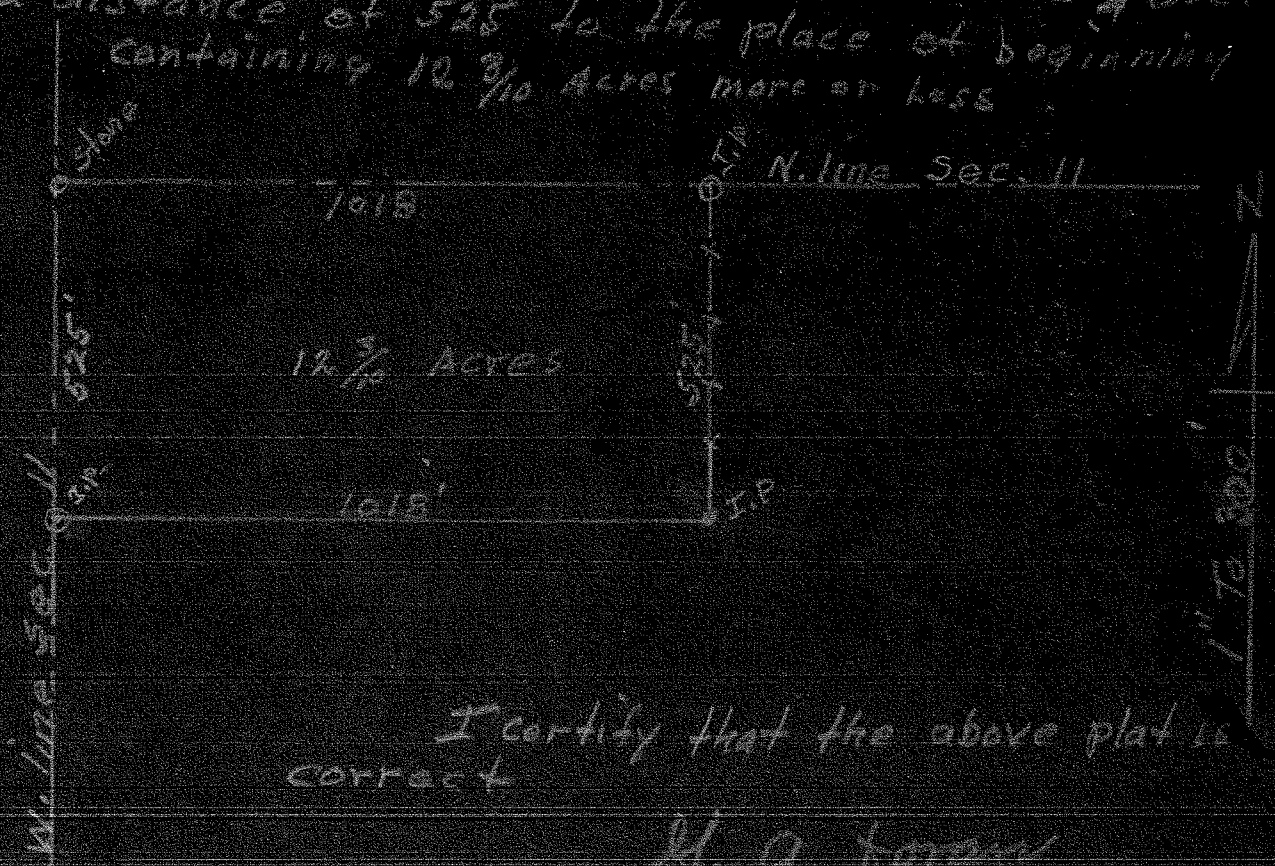 distance of 525 to the place of beginning
containing 12 3/10 Acres more or Less
Stone
I.P.
N. line Sec. 11
N
1018
525'
525
12 3/10 Acres
I.P.
1018'
I.P
1" To 300'
W. line Sec 11
I certify that the above plat is
correct